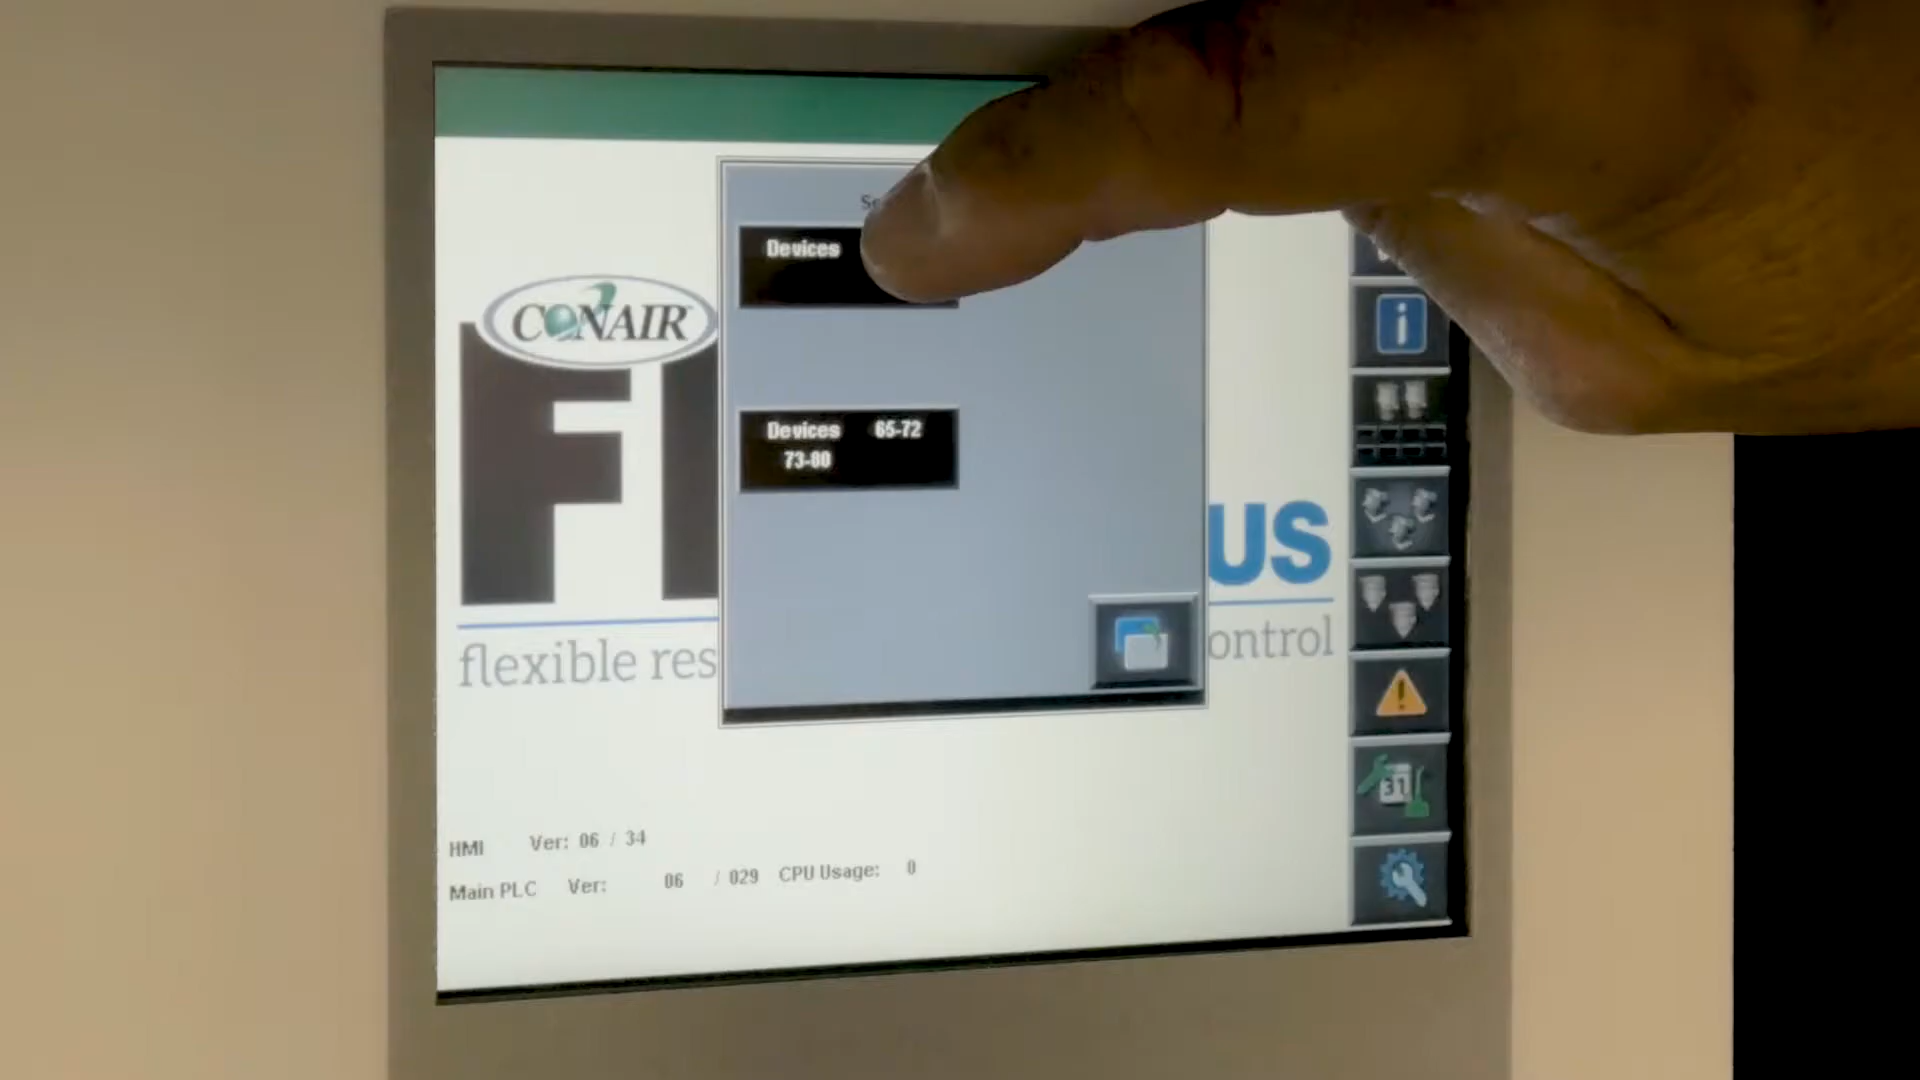 Devices
CONAIR
Devices 65-72
73-80
US
flexible res
ontrol
31
HMI Ver: 06 / 34
Main PLC Ver: 06 / 029 CPU Usage: 0